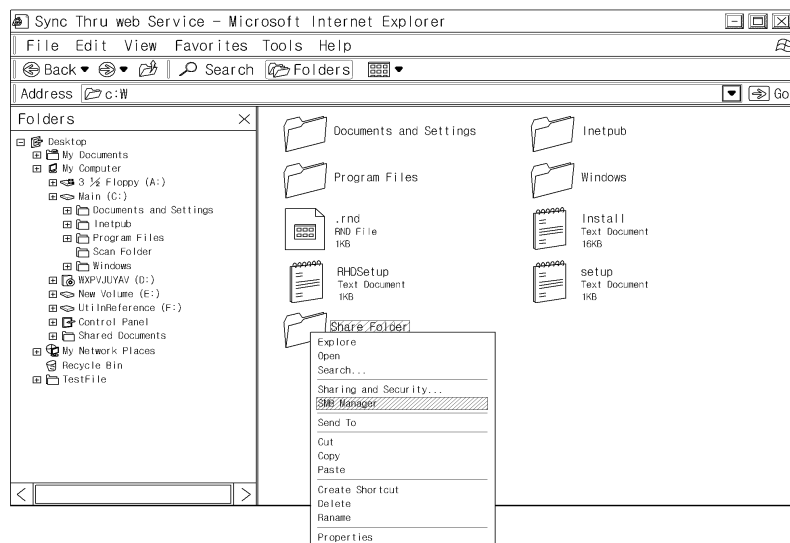 Sync Thru web Service - Microsoft Internet Explorer
File Edit View Favorites Tools Help
Back Search Folders
Address c:₩ Go
Folders
Desktop
My Documents
My Computer
3 ½ Floppy (A:)
Main (C:)
Documents and Settings
Inetpub
Program Files
Scan Folder
Windows
WXPVJUYAV (D:)
New Volume (E:)
UtilnReference (F:)
Control Panel
Shared Documents
My Network Places
Recycle Bin
TestFile
Documents and Settings
Inetpub
Program Files
Windows
.rnd
RND File
1KB
Install
Text Document
16KB
RHDSetup
Text Document
1KB
setup
Text Document
1KB
Share Folder
Explore
Open
Search...
Sharing and Security...
SMB Manager
Send To
Cut
Copy
Paste
Create Shortcut
Delete
Raname
Properties